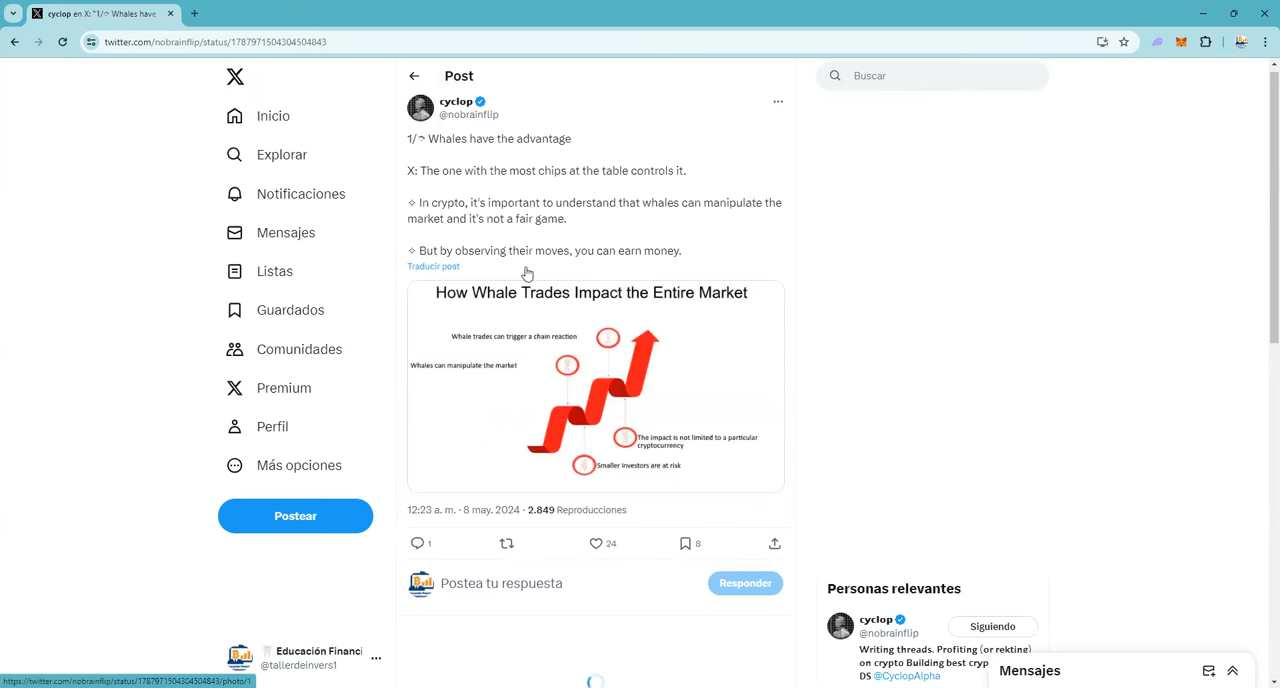 cyclop en X: "1/⌒ Whales have
twitter.com/nobrainflip/status/1787971504304504843
Inicio
Explorar
Notificaciones
Mensajes
Listas
Guardados
Comunidades
Premium
Perfil
Más opciones
Postear
Educación Financi
@tallerdeinvers1
Post
cyclop
@nobrainflip
1/⌒ Whales have the advantage
X: The one with the most chips at the table controls it.
✧ In crypto, it's important to understand that whales can manipulate the
market and it's not a fair game.
✧ But by observing their moves, you can earn money.
Traducir post
How Whale Trades Impact the Entire Market
Whale trades can trigger a chain reaction
Whales can manipulate the market
The impact is not limited to a particular
cryptocurrency
Smaller investors are at risk
12:23 a. m. · 8 may. 2024 · 2.849 Reproducciones
1
24
8
Postea tu respuesta
Responder
Buscar
Personas relevantes
cyclop
@nobrainflip
Siguiendo
Writing threads. Profiting (or rekting)
on crypto Building best cryp
DS @CyclopAlpha
Mensajes
https://twitter.com/nobrainflip/status/1787971504304504843/photo/1